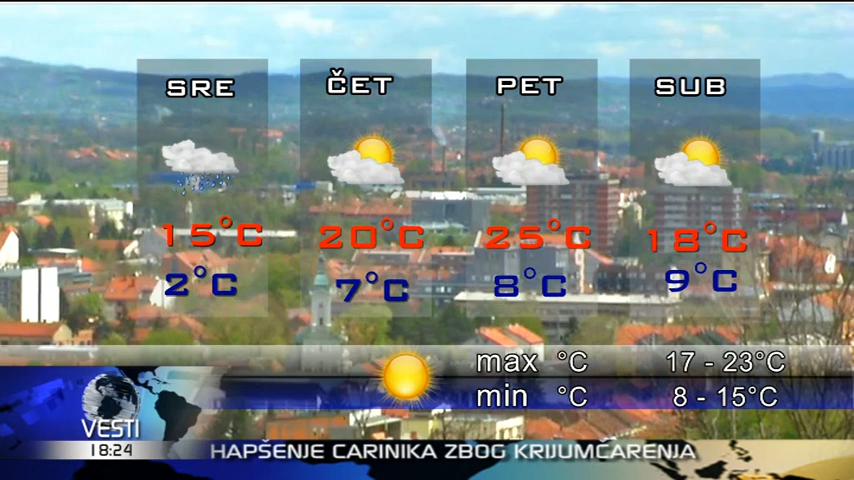 SRE ČET PET SUB
15°C 20°C 25°C 18°C
2°C 7°C 8°C 9°C
max °C 17 - 23°C
min °C 8 - 15°C
VESTI
18:24 HAPŠENJE CARINIKA ZBOG KRIJUMČARENJA